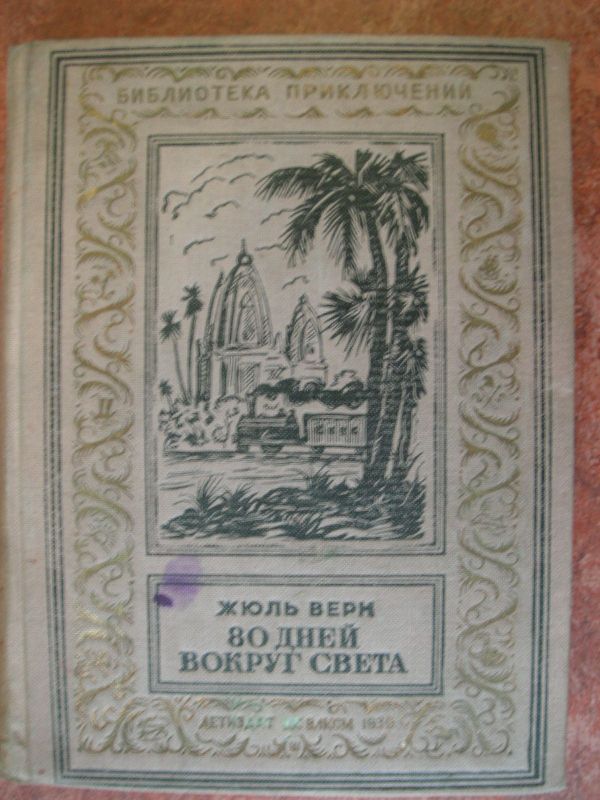 БИБЛИОТЕКА ПРИКЛЮЧЕНИЙ
ЖЮЛЬ ВЕРН
80 ДНЕЙ
ВОКРУГ СВЕТА
ДЕТИЗДАТ ЦК ВЛКСМ